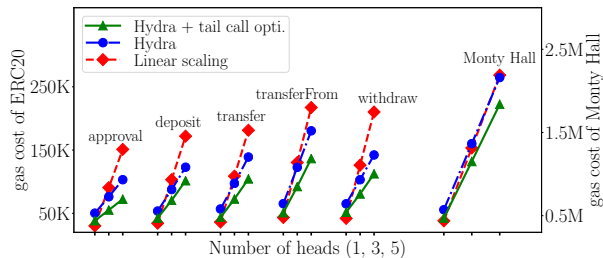 Hydra + tail call opti.
Hydra
Linear scaling
gas cost of ERC20
250K
150K
50K
approval
deposit
transfer
transferFrom
withdraw
Monty Hall
2.5M
1.5M
0.5M
gas cost of Monty Hall
Number of heads (1, 3, 5)